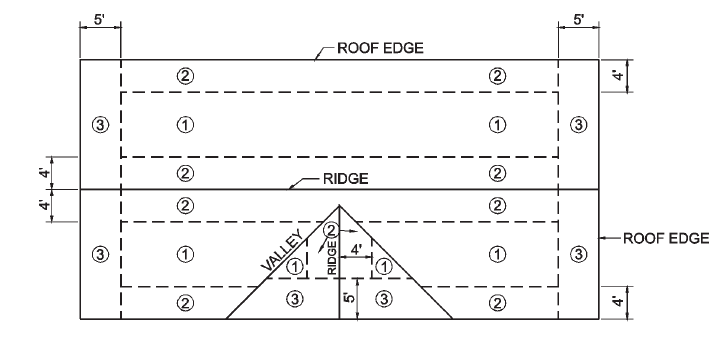 5' 5'
ROOF EDGE
② ② 4'
③ ① ① ③
4' ② ②
RIDGE
4' ② ②
②
③ ① VALLEY ① RIDGE 4' ① ① ③ ROOF EDGE
② ③ 5' ③ ② 4'